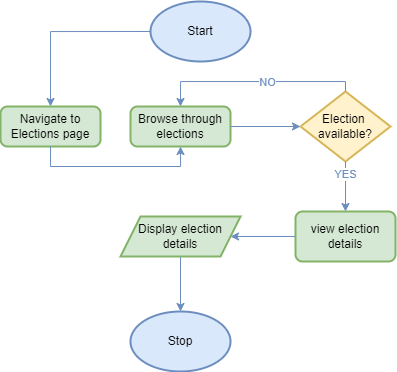 Start
NO
Navigate to
Elections page
Browse through
elections
Election
available?
YES
Display election
details
view election
details
Stop